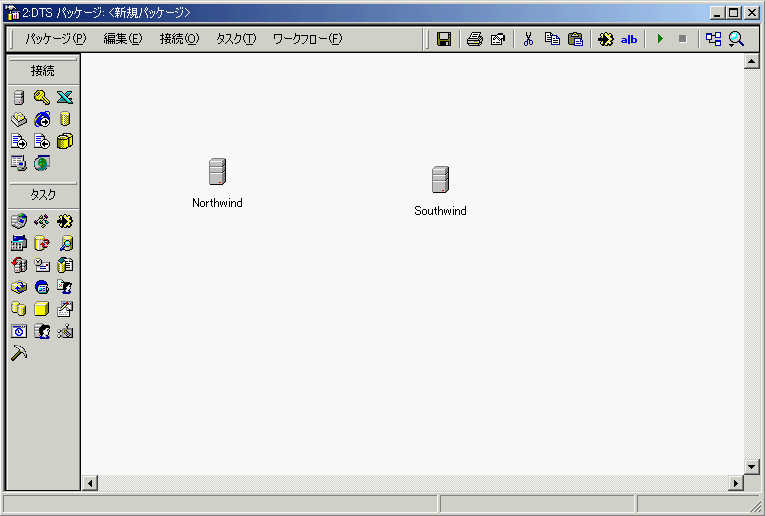 2:DTS パッケージ: <新規パッケージ>
パッケージ(P) 編集(E) 接続(O) タスク(T) ワークフロー(F)
a|b
接続
タスク
Northwind
Southwind